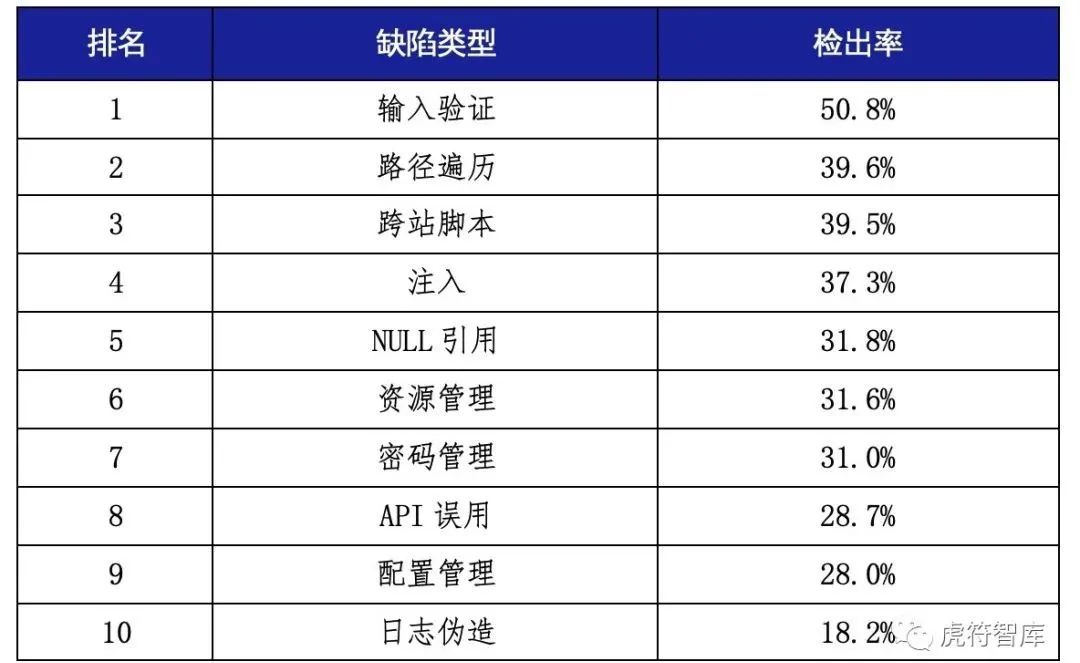 排名 缺陷类型 检出率
1 输入验证 50.8%
2 路径遍历 39.6%
3 跨站脚本 39.5%
4 注入 37.3%
5 NULL 引用 31.8%
6 资源管理 31.6%
7 密码管理 31.0%
8 API 误用 28.7%
9 配置管理 28.0%
10 日志伪造 18.2%
虎符智库